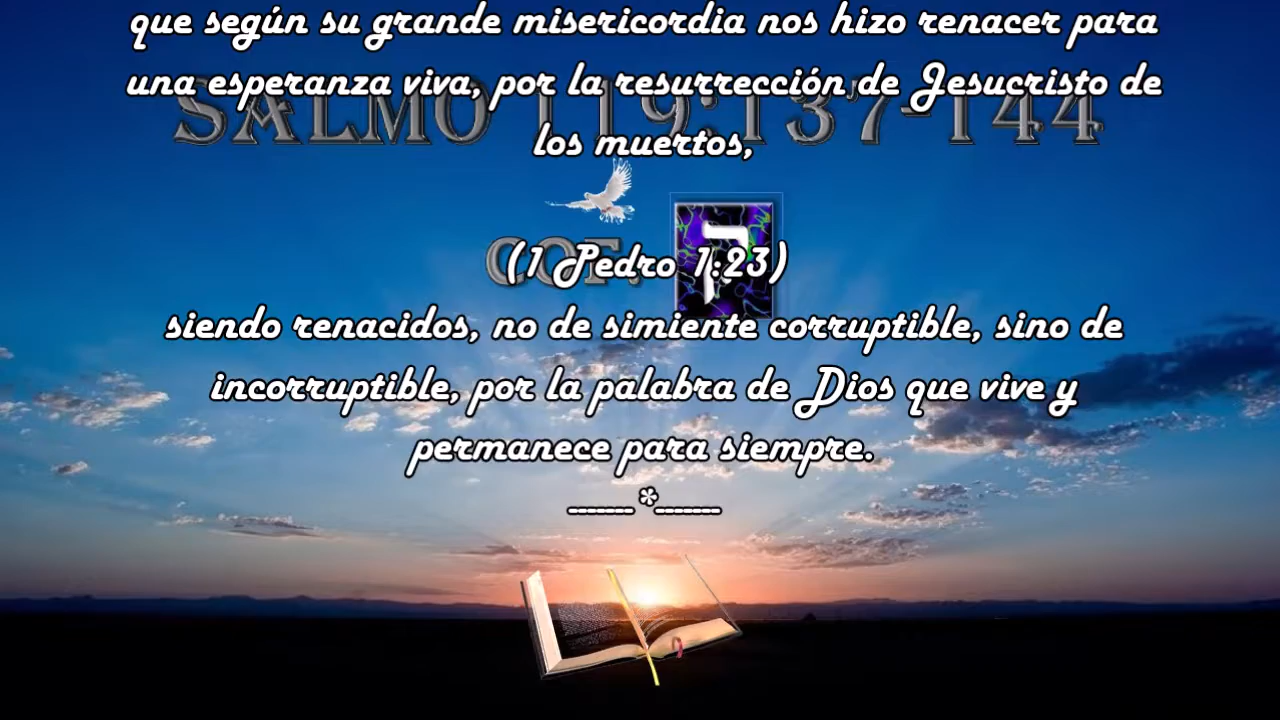 que según su grande misericordia nos hizo renacer para
una esperanza viva, por la resurrección de Jesucristo de
SALMO 119:137-144
los muertos,
COF.
ק
(1 Pedro 1:23)
siendo renacidos, no de simiente corruptible, sino de
incorruptible, por la palabra de Dios que vive y
permanece para siempre.
-------*-------